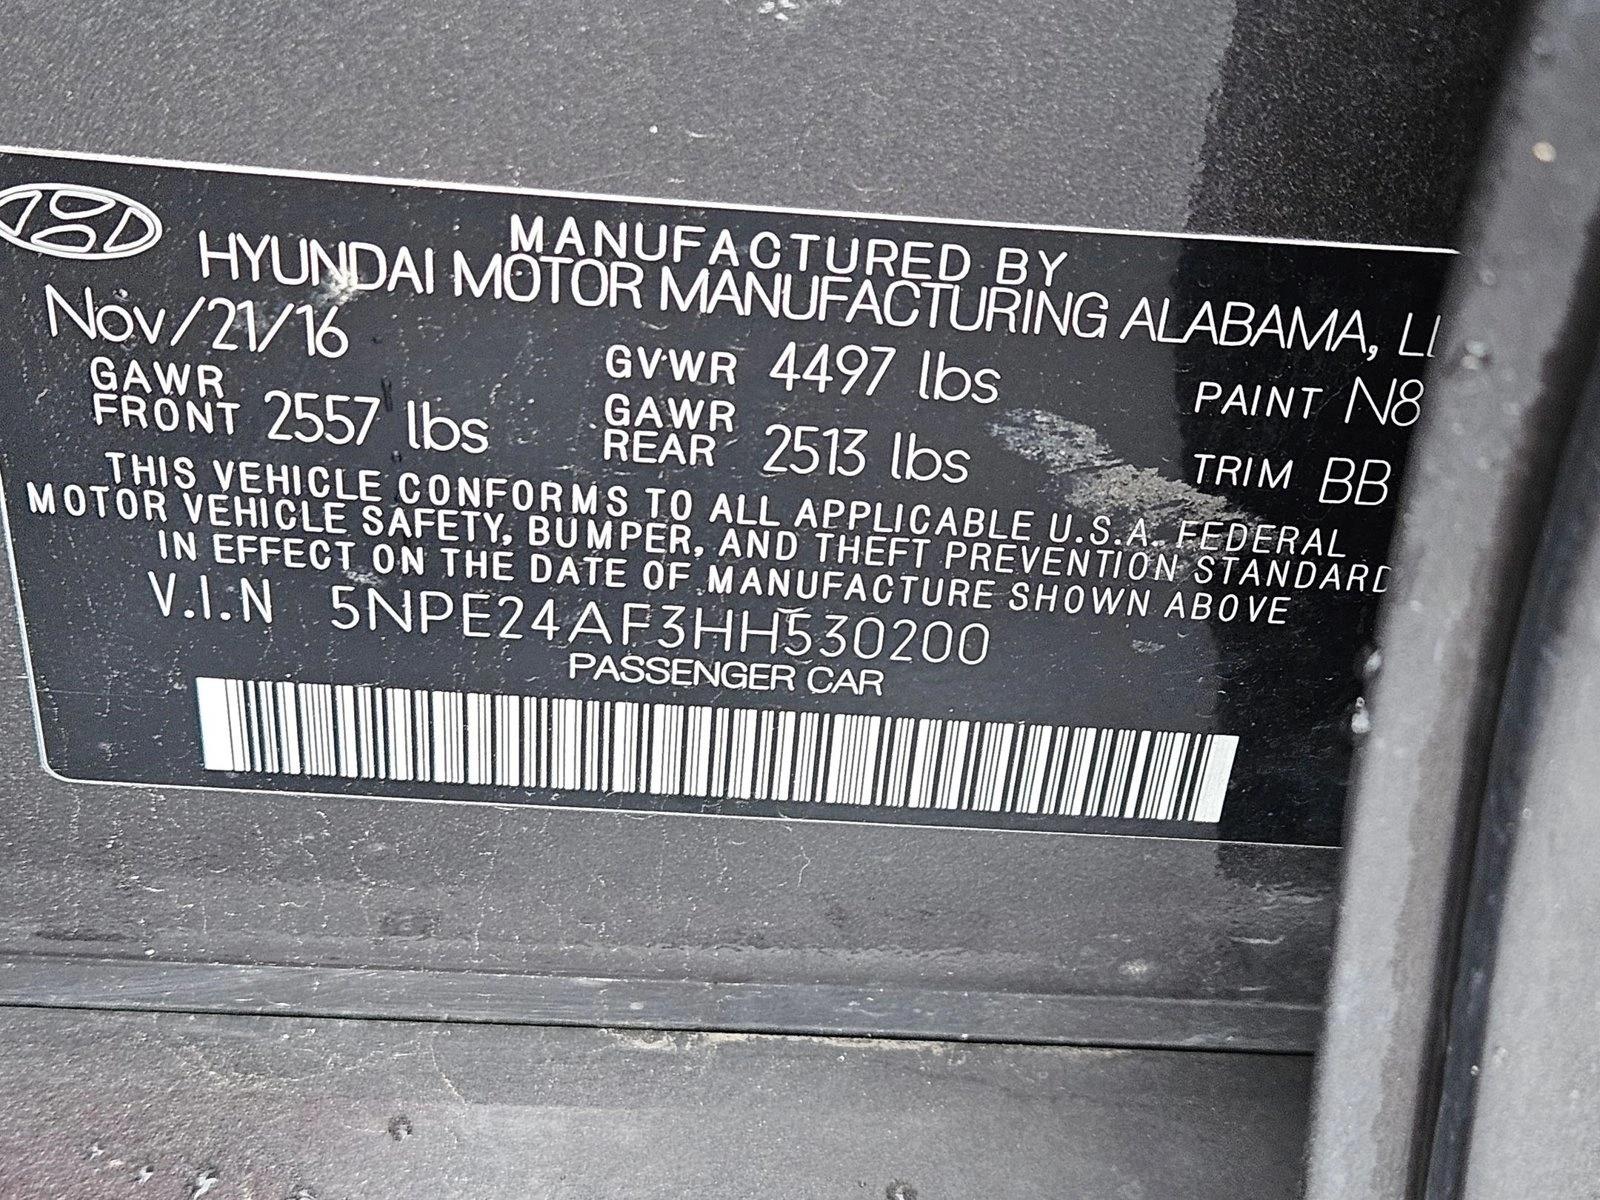 MANUFACTURED BY
HYUNDAI MOTOR MANUFACTURING ALABAMA,
Nov/21/16
GVWR 4497 lbs
PAINT N8
GAWR FRONT 2557 lbs
GAWR REAR 2513 lbs
TRIM BB
THIS VEHICLE CONFORMS TO ALL APPLICABLE U.S.A. FEDERAL
MOTOR VEHICLE SAFETY, BUMPER, AND THEFT PREVENTION STANDARD
IN EFFECT ON THE DATE OF MANUFACTURE SHOWN ABOVE
V.I.N 5NPE24AF3HH530200
PASSENGER CAR